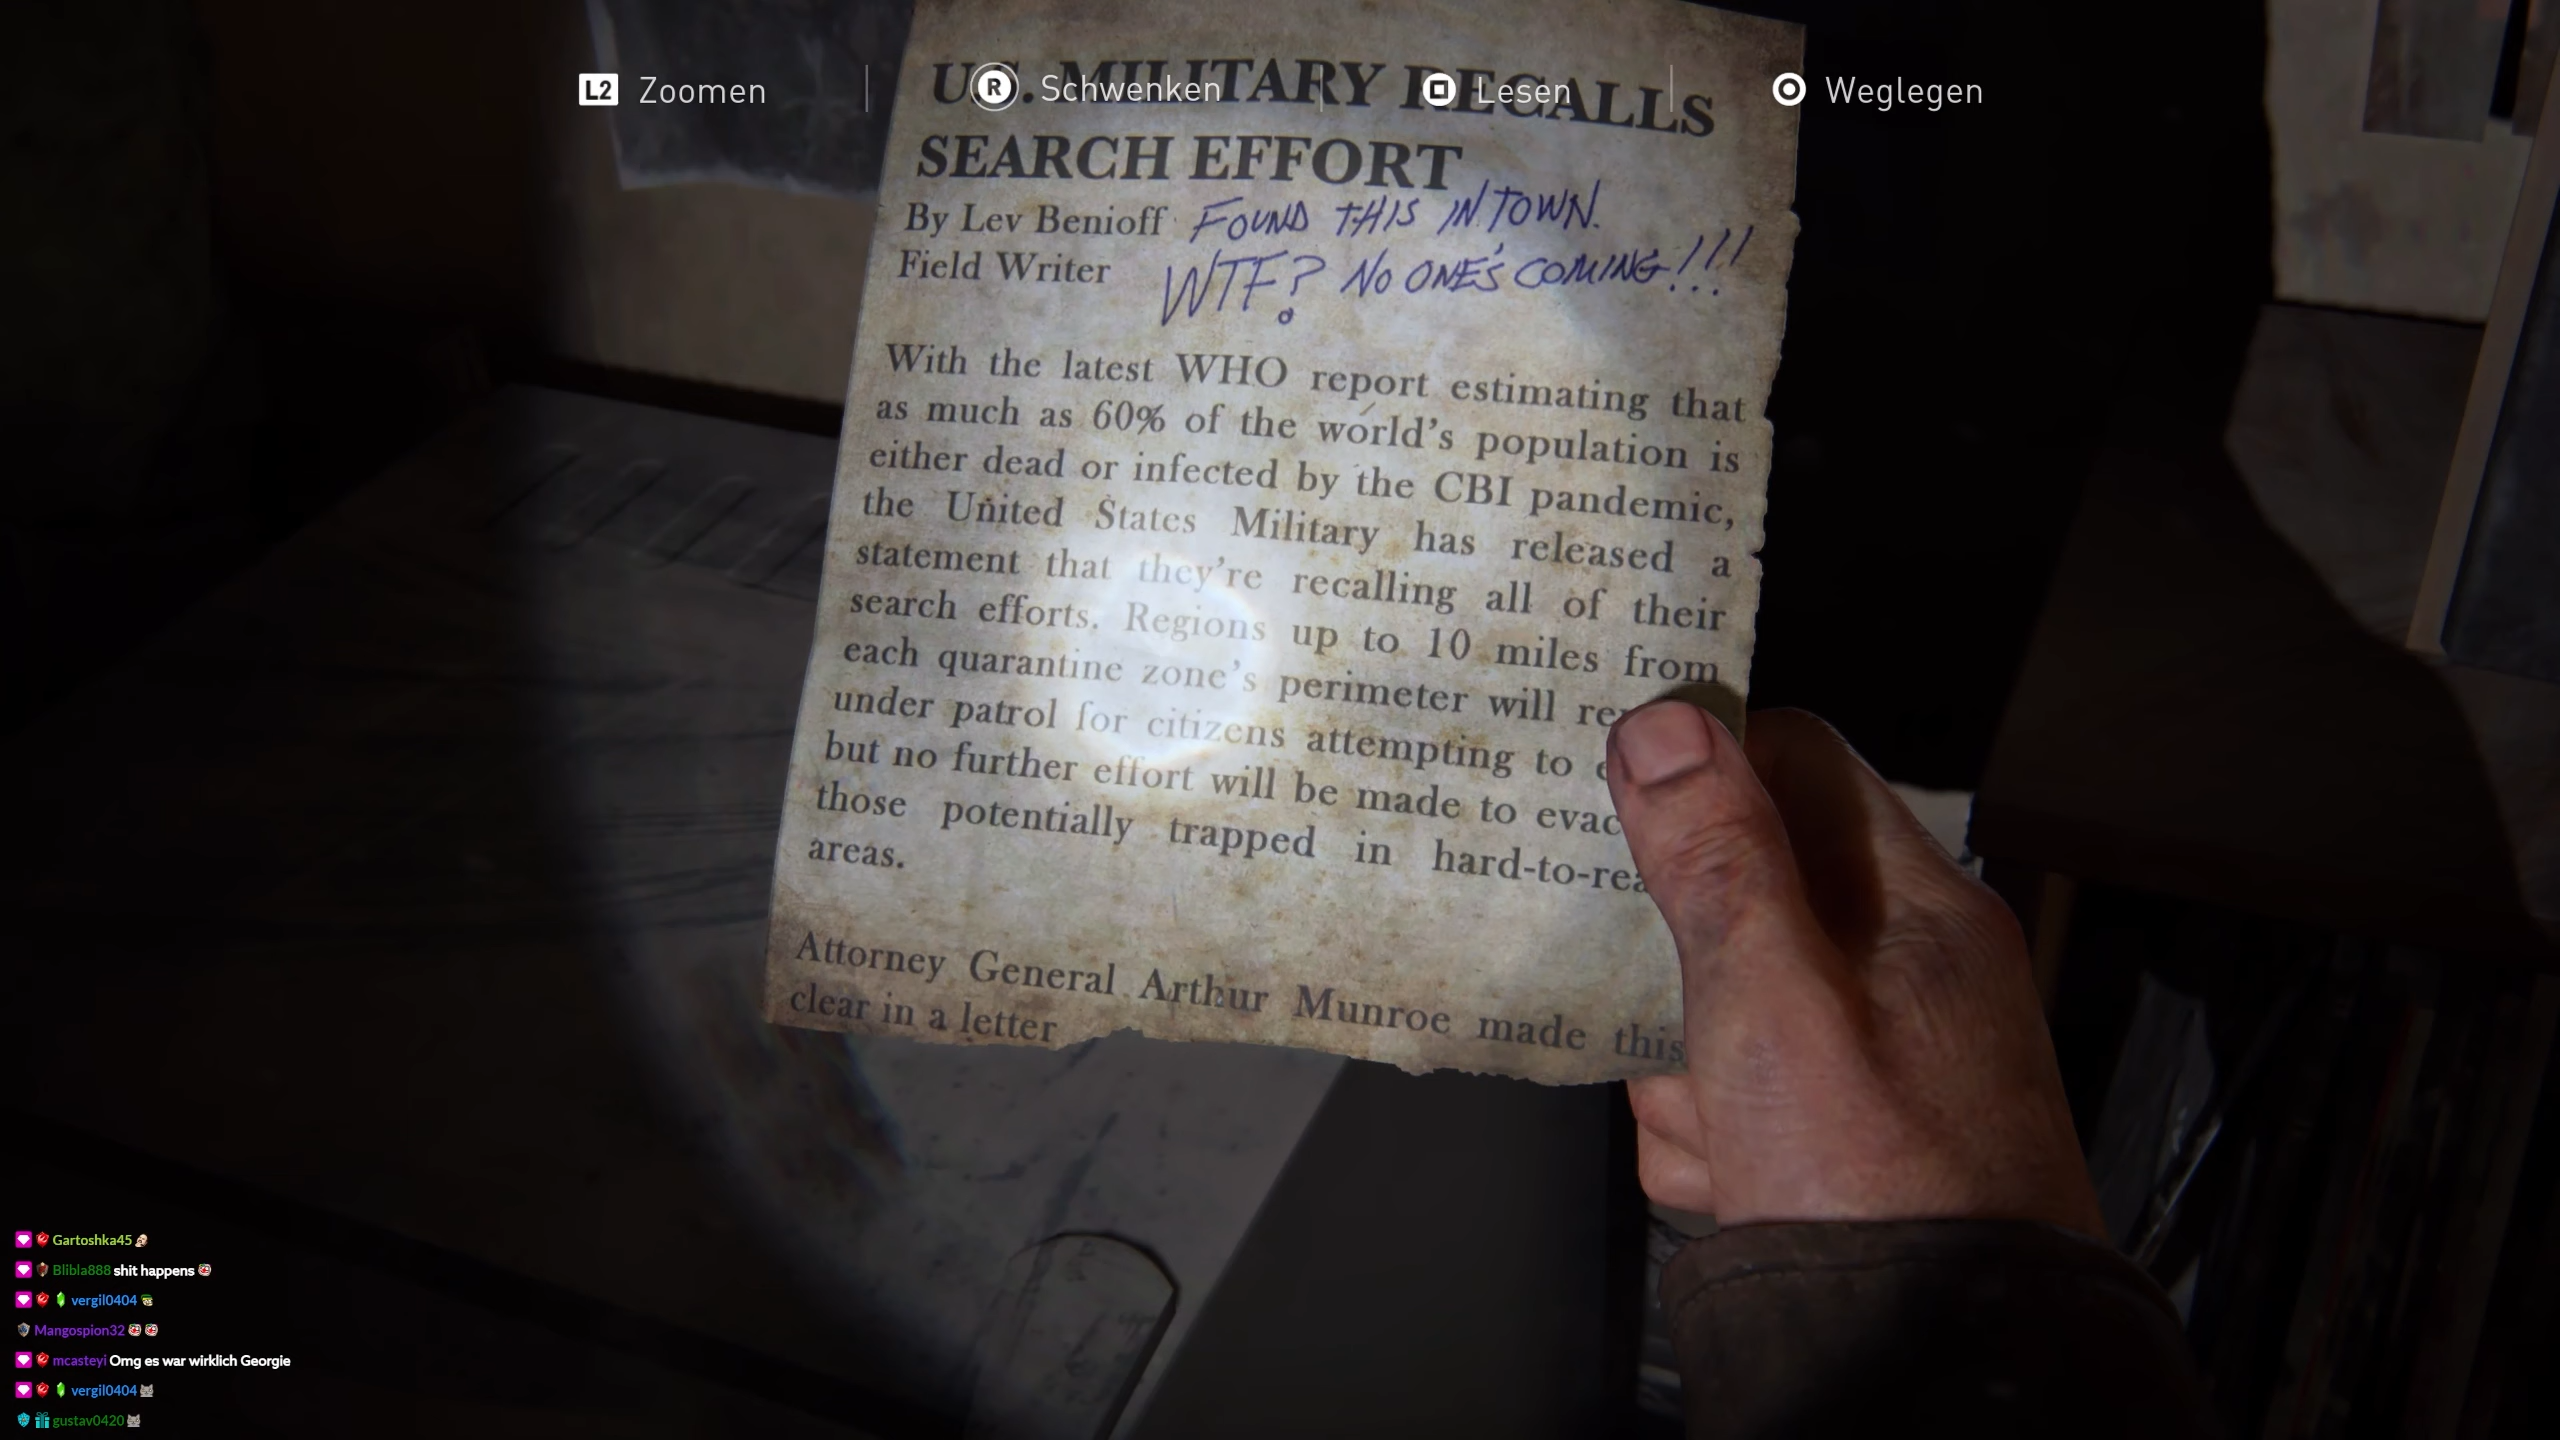 L2 Zoomen R Schwenken Lesen Weglegen
U.S. MILITARY RECALLS
SEARCH EFFORT
By Lev Benioff
Field Writer
FOUND THIS IN TOWN.
WTF? NO ONE'S COMING!!!
With the latest WHO report estimating that
as much as 60% of the world's population is
either dead or infected by the CBI pandemic,
the United States Military has released a
statement that they're recalling all of their
search efforts. Regions up to 10 miles from
each quarantine zone's perimeter will
under patrol for citizens attempting to
but no further effort will be made to
those potentially trapped in
areas.
Attorney General Arthur Munroe made this
clear in a letter
Gartoshka45
Blibla888 shit happens
vergil0404
Mangospion32
mcasteyi Omg es war wirklich Georgie
vergil0404
gustav0420